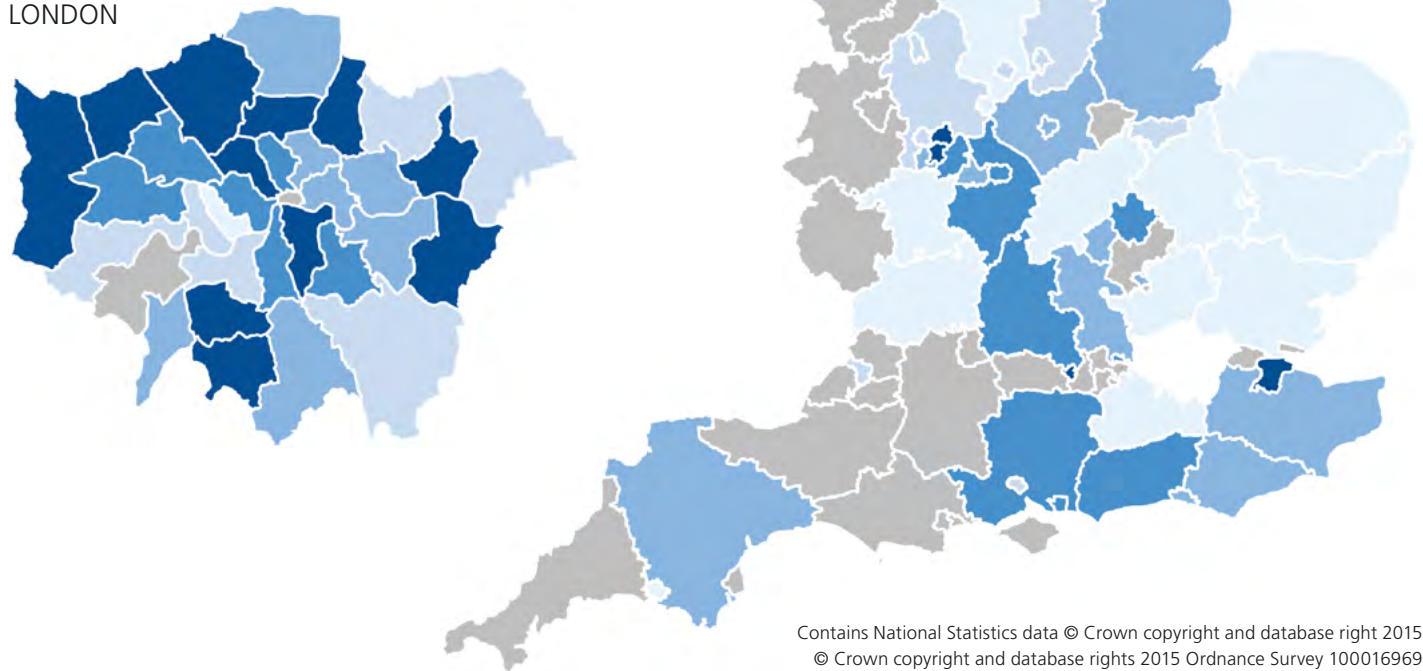 LONDON
Contains National Statistics data © Crown copyright and database right 2015
© Crown copyright and database rights 2015 Ordnance Survey 100016969